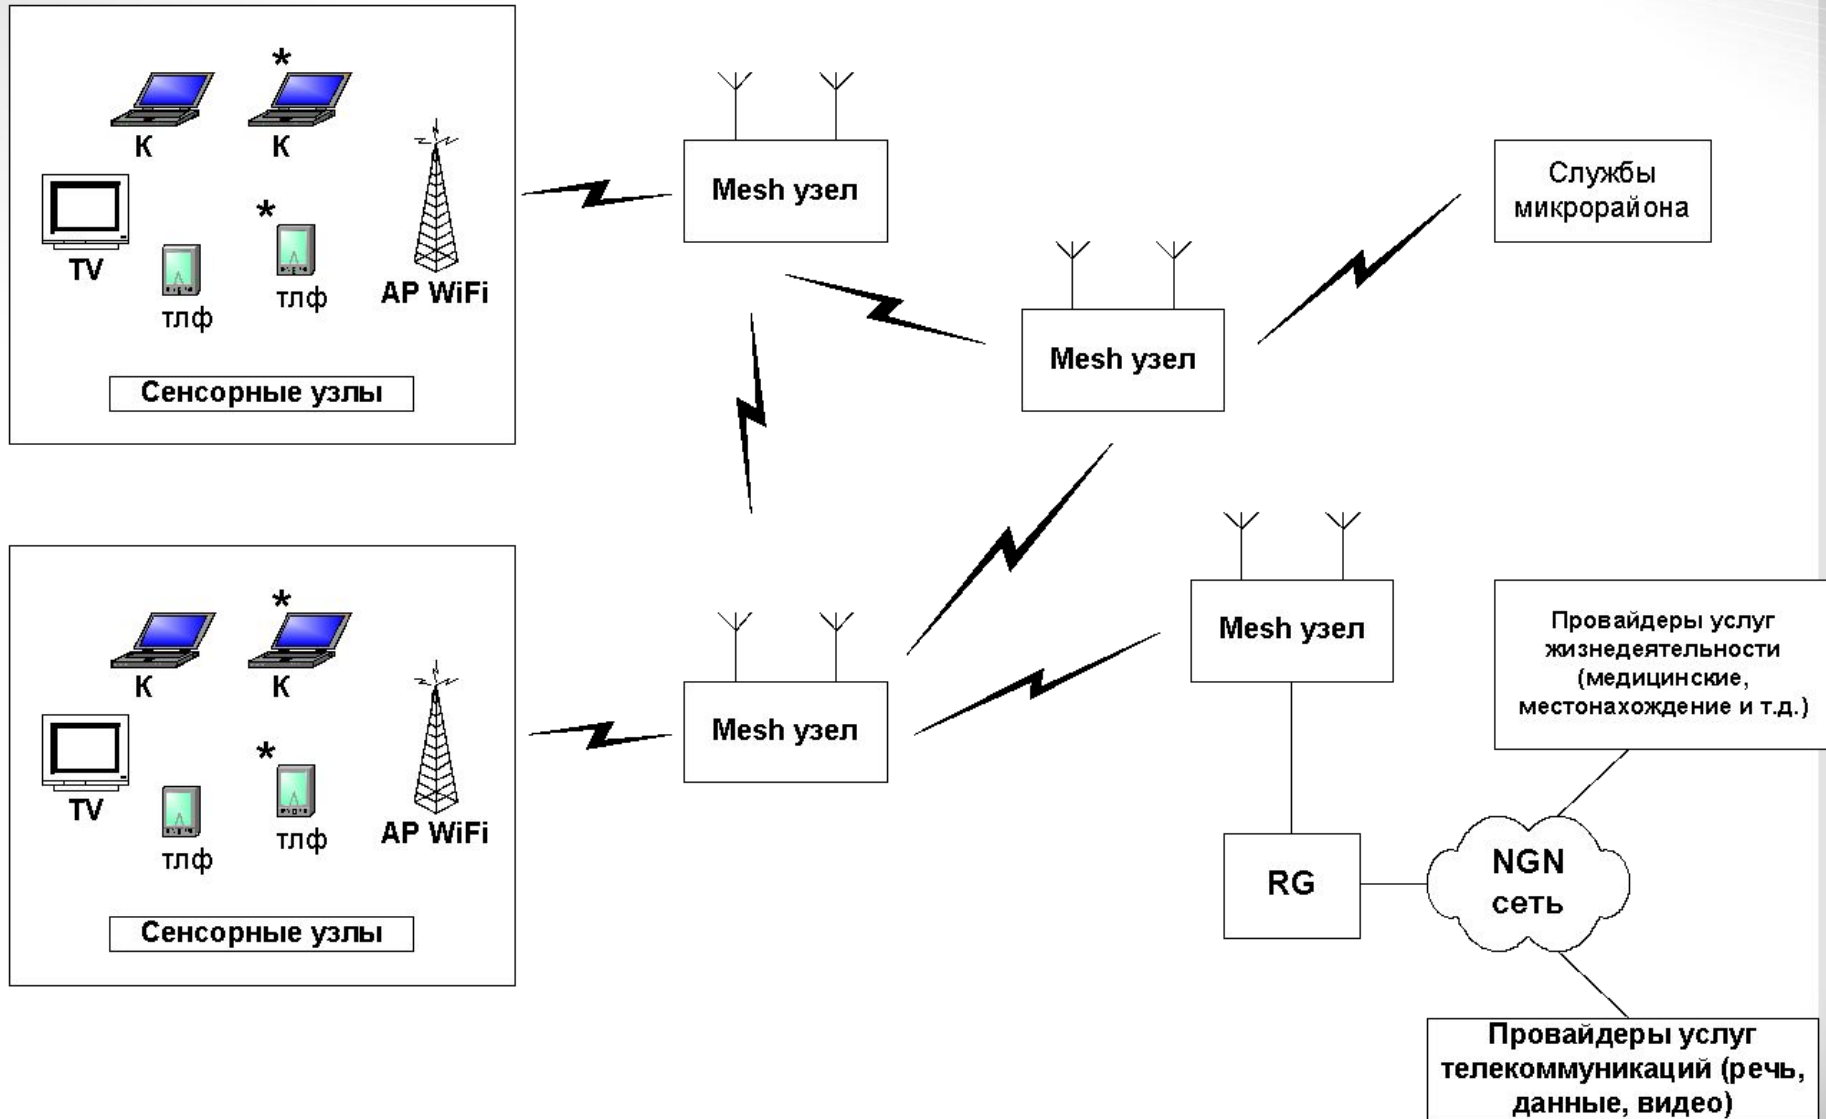 *
К
К
TV
*
тлф
тлф
AP WiFi
Сенсорные узлы
Mesh узел
Mesh узел
Службы
микрорайона
*
К
К
TV
*
тлф
тлф
AP WiFi
Сенсорные узлы
Mesh узел
Mesh узел
Провайдеры услуг
жизнедеятельности
(медицинские,
местонахождение и т.д.)
RG
NGN
сеть
Провайдеры услуг
телекоммуникаций (речь,
данные, видео)